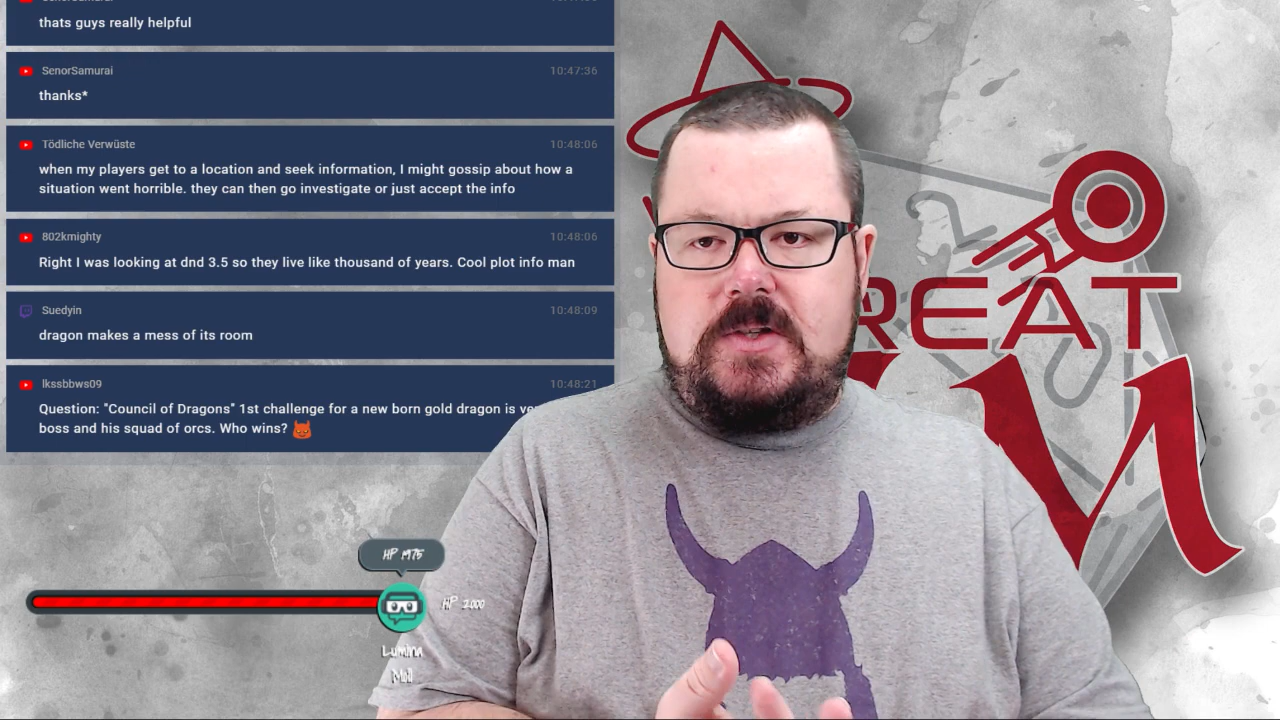 thats guys really helpful
SenorSamurai
10:47:36
thanks*
Tödliche Verwüste
10:48:06
when my players get to a location and seek information, I might gossip about how a
situation went horrible. they can then go investigate or just accept the info
802kmighty
10:48:06
Right I was looking at dnd 3.5 so they live like thousand of years. Cool plot info man
Suedyin
10:48:09
dragon makes a mess of its room
lkssbbws09
10:48:21
Question: "Council of Dragons" 1st challenge for a new born gold dragon is
boss and his squad of orcs. Who wins?
HP 1975
HP 2000
Lumina
REAT
M